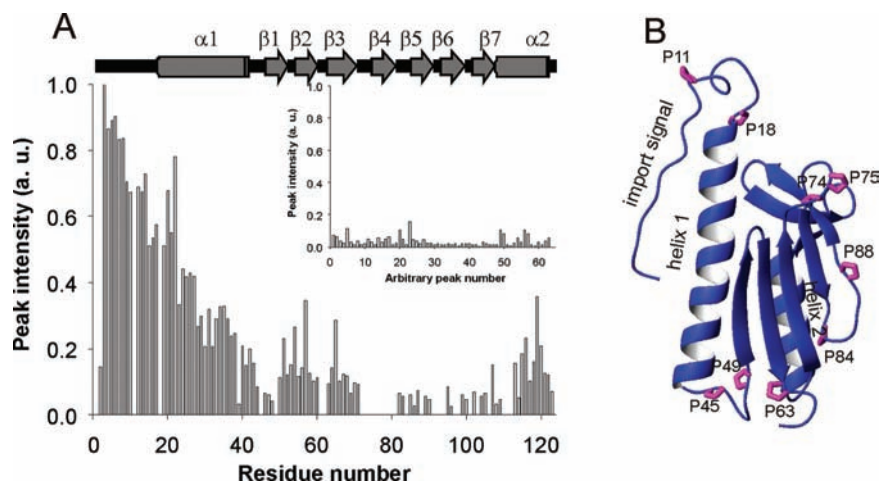 A
α1 β1 β2 β3 β4 β5 β6 β7 α2
1.0
0.8
0.6
0.4
0.2
0.0
Peak intensity (a. u.)
0 20 40 60 80 100 120
Residue number
1.0
0.8
0.6
0.4
0.2
0.0
Peak intensity (a. u.)
0 10 20 30 40 50 60
Arbitrary peak number
B
P11
P18
import signal
helix 1
P74
P75
P88
helix 2
P84
P49
P45
P63